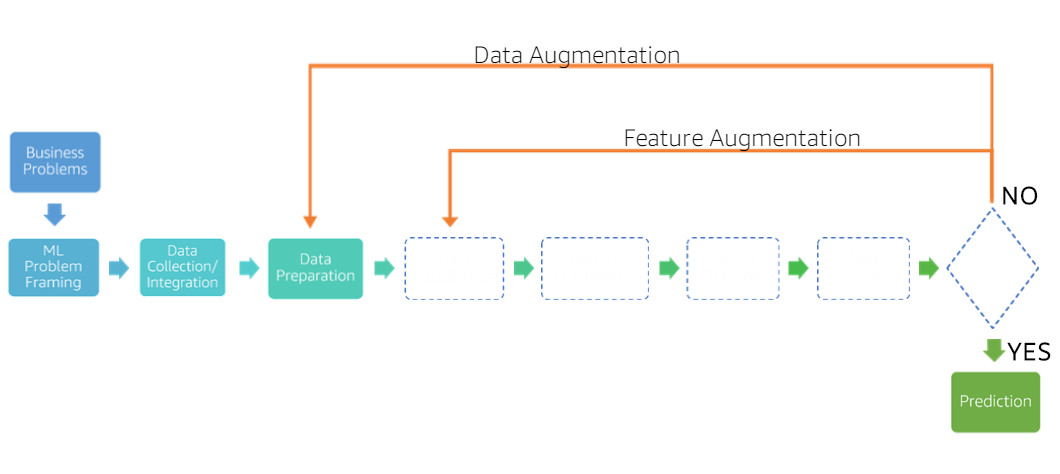 Data Augmentation
Feature Augmentation
Business
Problems
NO
ML
Problem
Framing
Data
Collection/
Integration
Data
Preparation
YES
Prediction